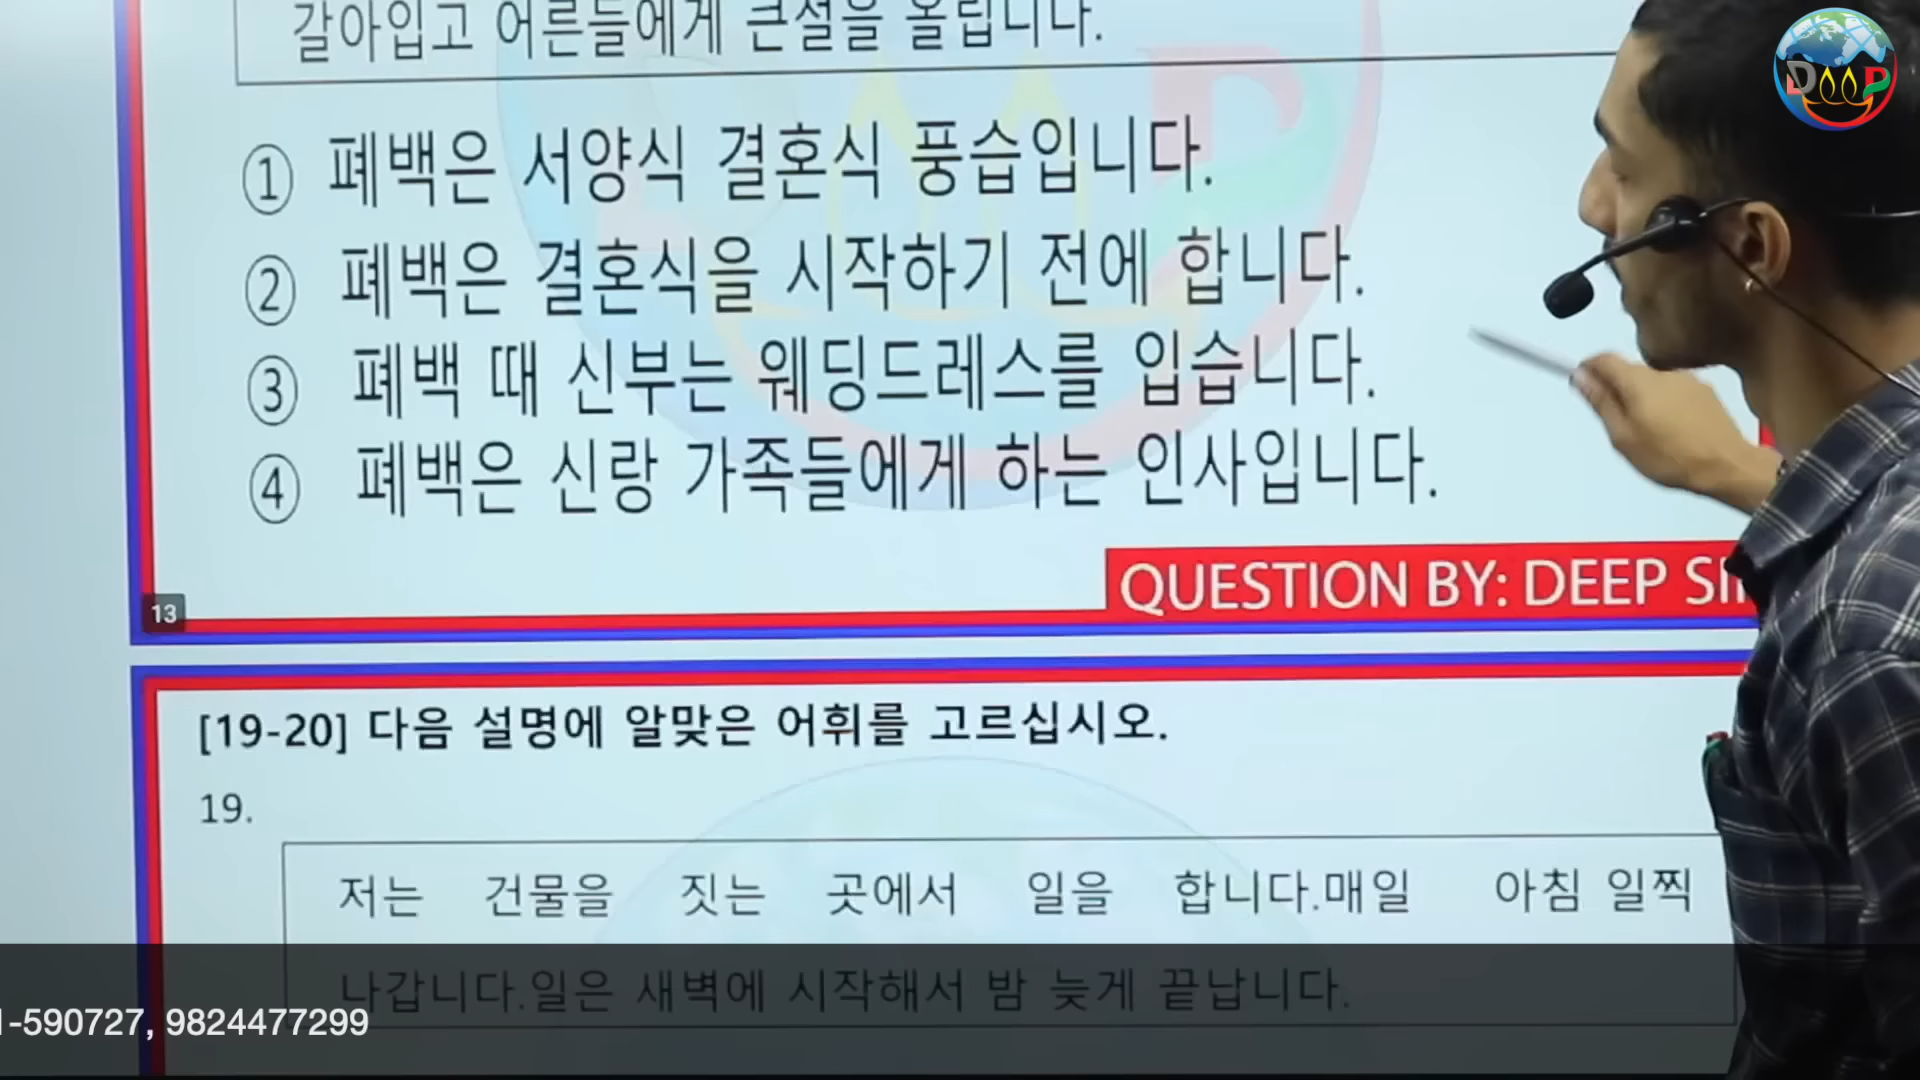 갈아입고 어른들에게 큰절을 올립니다.
① 폐백은 서양식 결혼식 풍습입니다.
② 폐백은 결혼식을 시작하기 전에 합니다.
③ 폐백 때 신부는 웨딩드레스를 입습니다.
④ 폐백은 신랑 가족들에게 하는 인사입니다.
QUESTION BY: DEEP
13
[19-20] 다음 설명에 알맞은 어휘를 고르십시오.
19.
저는 건물을 짓는 곳에서 일을 합니다.매일 아침 일찍
나갑니다.일은 새벽에 시작해서 밤 늦게 끝납니다.
1-590727, 9824477299
DEEP